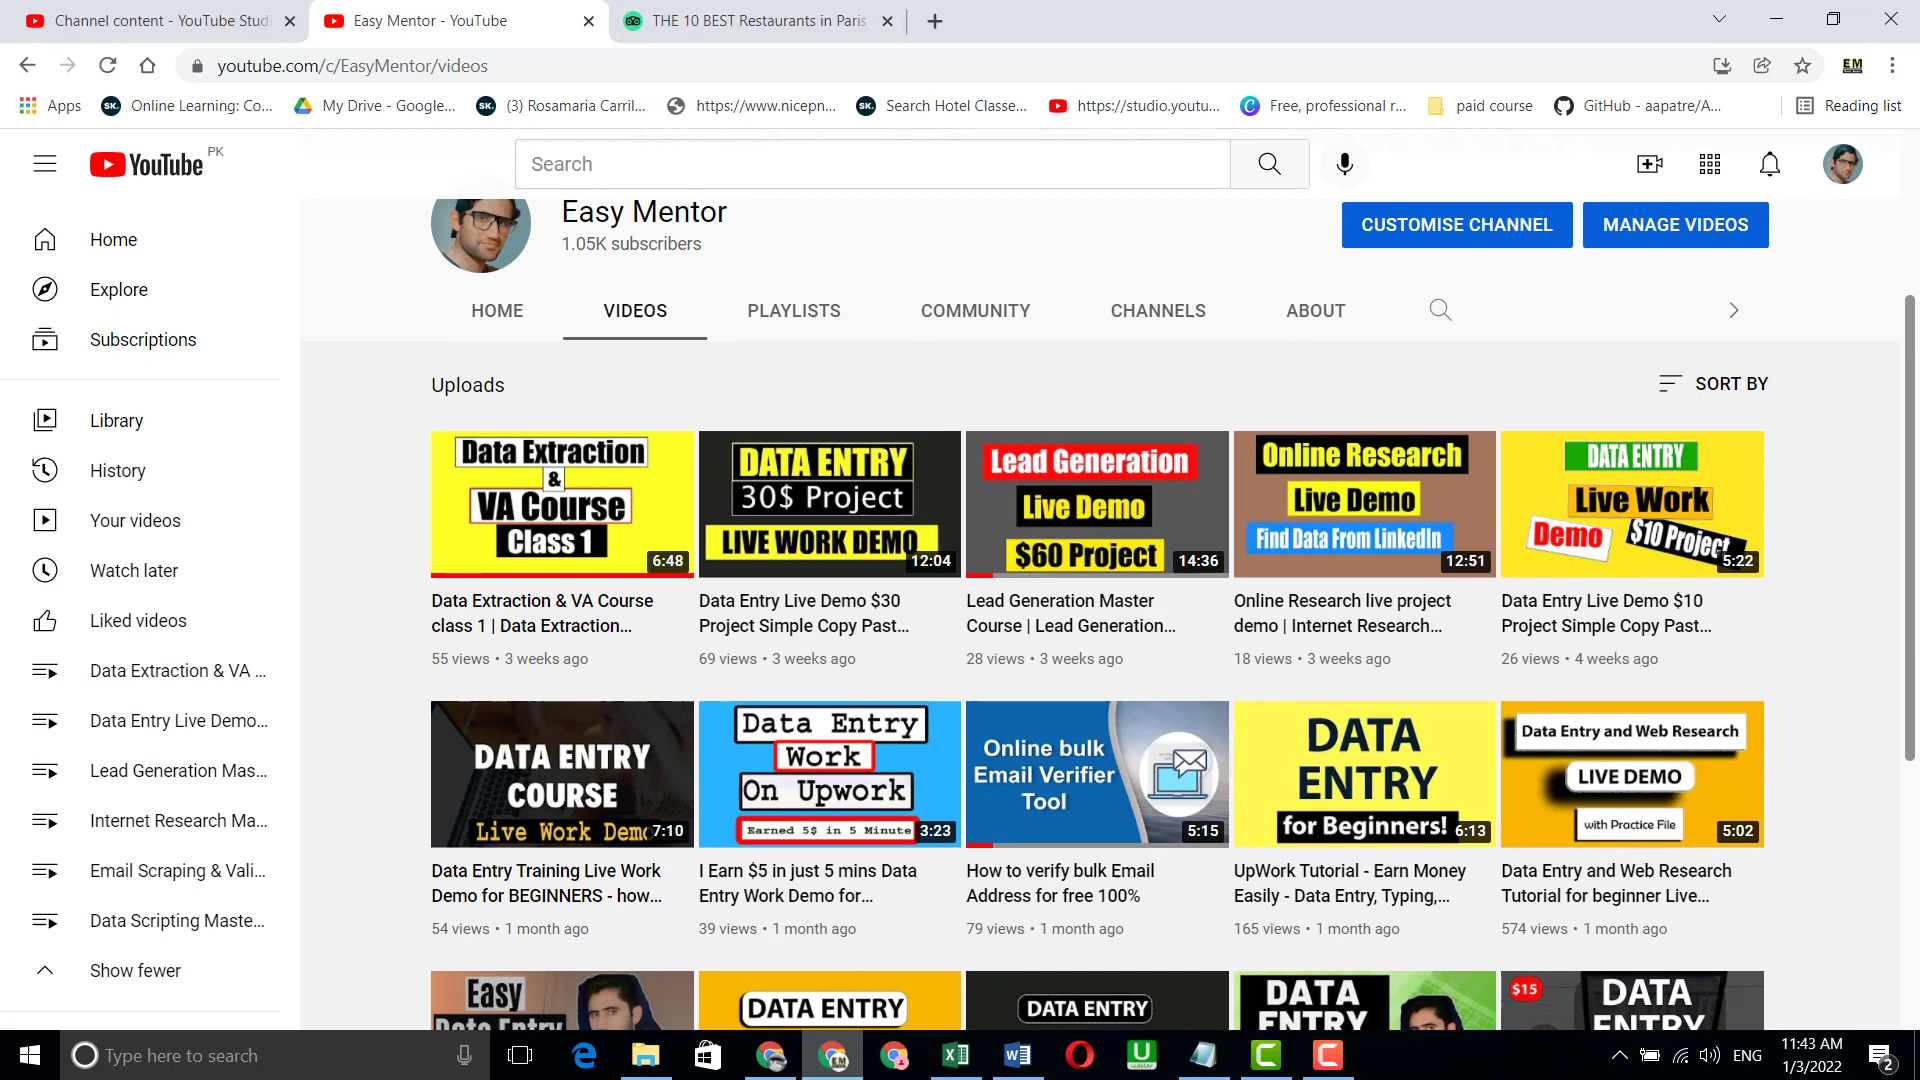 Channel content - YouTube Studi
Easy Mentor - YouTube
THE 10 BEST Restaurants in Paris
youtube.com/c/EasyMentor/videos
EM
Apps
Online Learning: Co...
My Drive - Google...
(3) Rosamaria Carril...
https://www.nicepn...
Search Hotel Classe...
https://studio.youtu...
Free, professional r...
paid course
GitHub - aapatre/A...
Reading list
YouTube PK
Search
Home
Explore
Subscriptions
Library
History
Your videos
Watch later
Liked videos
Data Extraction & VA ...
Data Entry Live Demo...
Lead Generation Mas...
Internet Research Ma...
Email Scraping & Vali...
Data Scripting Maste...
Show fewer
Easy Mentor
1.05K subscribers
CUSTOMISE CHANNEL
MANAGE VIDEOS
HOME
VIDEOS
PLAYLISTS
COMMUNITY
CHANNELS
ABOUT
Uploads
SORT BY
Data Extraction
&
VA Course
Class 1
6:48
Data Extraction & VA Course
class 1 | Data Extraction...
55 views • 3 weeks ago
DATA ENTRY
30$ Project
LIVE WORK DEMO
12:04
Data Entry Live Demo $30
Project Simple Copy Past...
69 views • 3 weeks ago
Lead Generation
Live Demo
$60 Project
14:36
Lead Generation Master
Course | Lead Generation...
28 views • 3 weeks ago
Online Research
Live Demo
Find Data From LinkedIn
12:51
Online Research live project
demo | Internet Research...
18 views • 3 weeks ago
DATA ENTRY
Live Work
Demo
$10 Project
5:22
Data Entry Live Demo $10
Project Simple Copy Past...
26 views • 4 weeks ago
DATA ENTRY
COURSE
Live Work Demo
7:10
Data Entry Training Live Work
Demo for BEGINNERS - how...
54 views • 1 month ago
Data Entry
Work
On Upwork
Earned 5$ in 5 Minute
3:23
I Earn $5 in just 5 mins Data
Entry Work Demo for...
39 views • 1 month ago
Online bulk
Email Verifier
Tool
5:15
How to verify bulk Email
Address for free 100%
79 views • 1 month ago
DATA
ENTRY
for Beginners!
6:13
UpWork Tutorial - Earn Money
Easily - Data Entry, Typing,...
165 views • 1 month ago
Data Entry and Web Research
LIVE DEMO
with Practice File
5:02
Data Entry and Web Research
Tutorial for beginner Live...
574 views • 1 month ago
Easy
Data Entry
DATA ENTRY
DATA ENTRY
DATA
ENTRY
$15
DATA
ENTRY
Type here to search
ENG
11:43 AM
1/3/2022
2